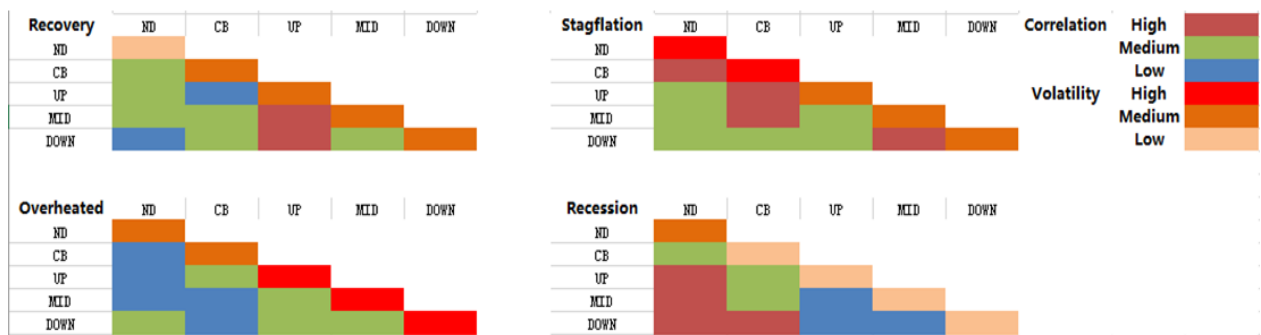 Recovery ND CB UP MID DOWN
ND
CB
UP
MID
DOWN
Stagflation ND CB UP MID DOWN
ND
CB
UP
MID
DOWN
Correlation High
Medium
Low
Volatility High
Medium
Low
Overheated ND CB UP MID DOWN
ND
CB
UP
MID
DOWN
Recession ND CB UP MID DOWN
ND
CB
UP
MID
DOWN